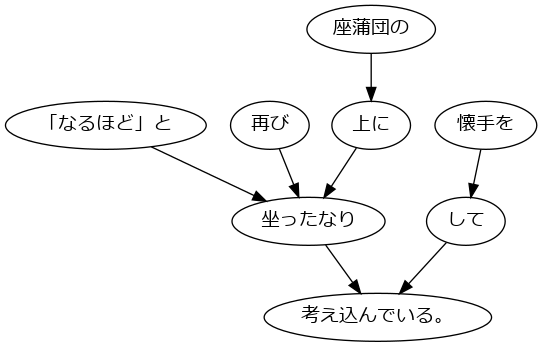 座蒲団の
「なるほど」と
再び
上に
懐手を
坐ったなり
して
考え込んでいる。